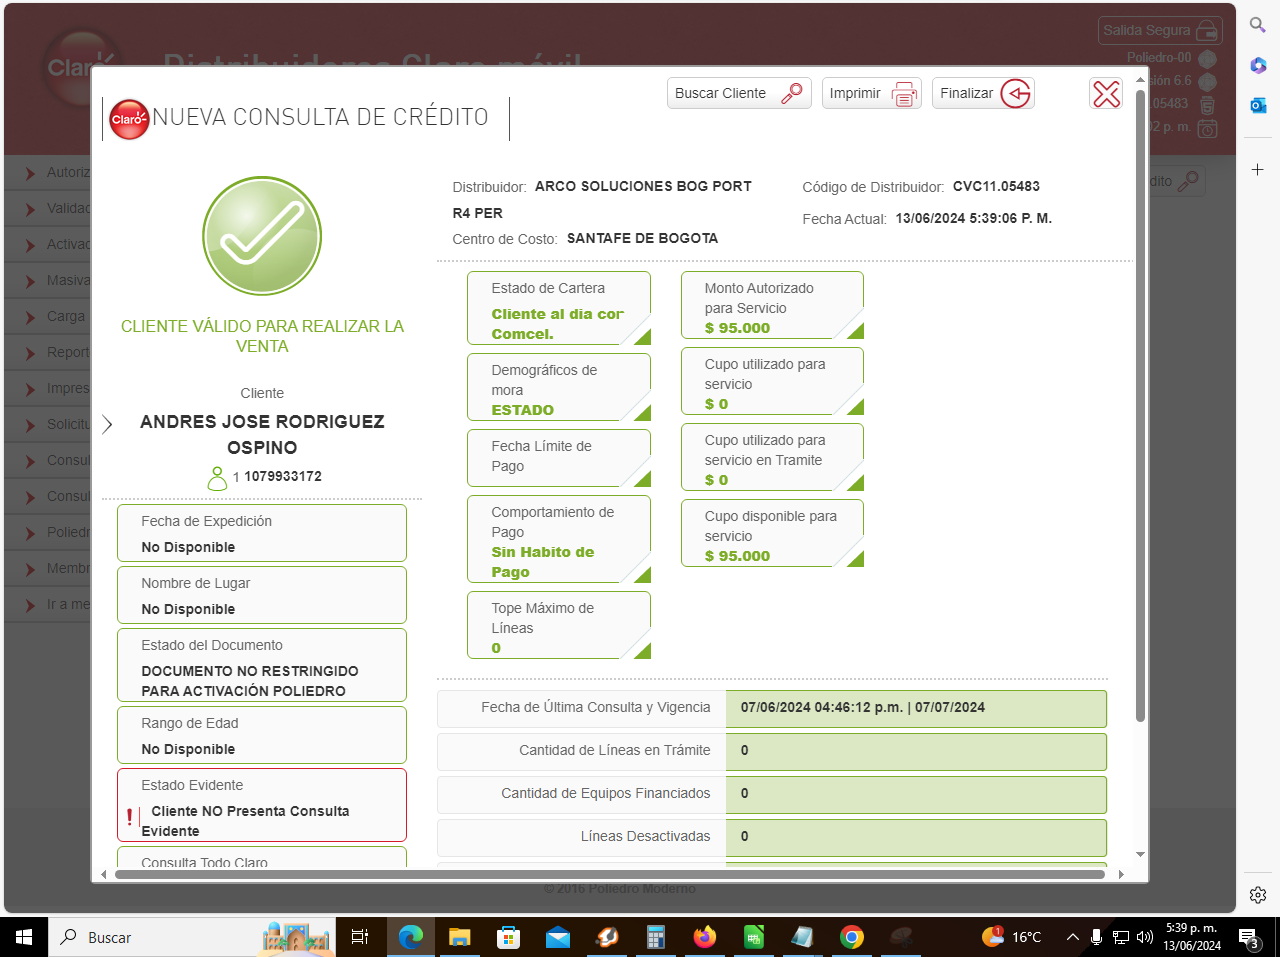 Salida Segura
Claro
Distribuidores Claro móvil
Poliedro-00
sión 6.6
.05483
02 p. m.
Buscar Cliente
Imprimir
Finalizar
Claro
NUEVA CONSULTA DE CRÉDITO
Autoriz
Validac
Activac
Masiva
Carga
Report
Impres
Solicitu
Consul
Consul
Poliedr
Membr
Ir a me
dito
CLIENTE VÁLIDO PARA REALIZAR LA
VENTA
Cliente
ANDRES JOSE RODRIGUEZ
OSPINO
1 1079933172
Fecha de Expedición
No Disponible
Nombre de Lugar
No Disponible
Estado del Documento
DOCUMENTO NO RESTRINGIDO
PARA ACTIVACIÓN POLIEDRO
Rango de Edad
No Disponible
Estado Evidente
Cliente NO Presenta Consulta
Evidente
Consulta Todo Claro
Distribuidor: ARCO SOLUCIONES BOG PORT
R4 PER
Centro de Costo: SANTAFE DE BOGOTA
Código de Distribuidor: CVC11.05483
Fecha Actual: 13/06/2024 5:39:06 P. M.
Estado de Cartera
Cliente al dia cor
Comcel.
Demográficos de
mora
ESTADO
Fecha Límite de
Pago
Comportamiento de
Pago
Sin Habito de
Pago
Tope Máximo de
Líneas
0
Monto Autorizado
para Servicio
$ 95.000
Cupo utilizado para
servicio
$ 0
Cupo utilizado para
servicio en Tramite
$ 0
Cupo disponible para
servicio
$ 95.000
Fecha de Última Consulta y Vigencia 07/06/2024 04:46:12 p.m. | 07/07/2024
Cantidad de Líneas en Trámite 0
Cantidad de Equipos Financiados 0
Líneas Desactivadas 0
© 2016 Poliedro Moderno
Buscar
1
16°C
5:39 p. m.
13/06/2024
3